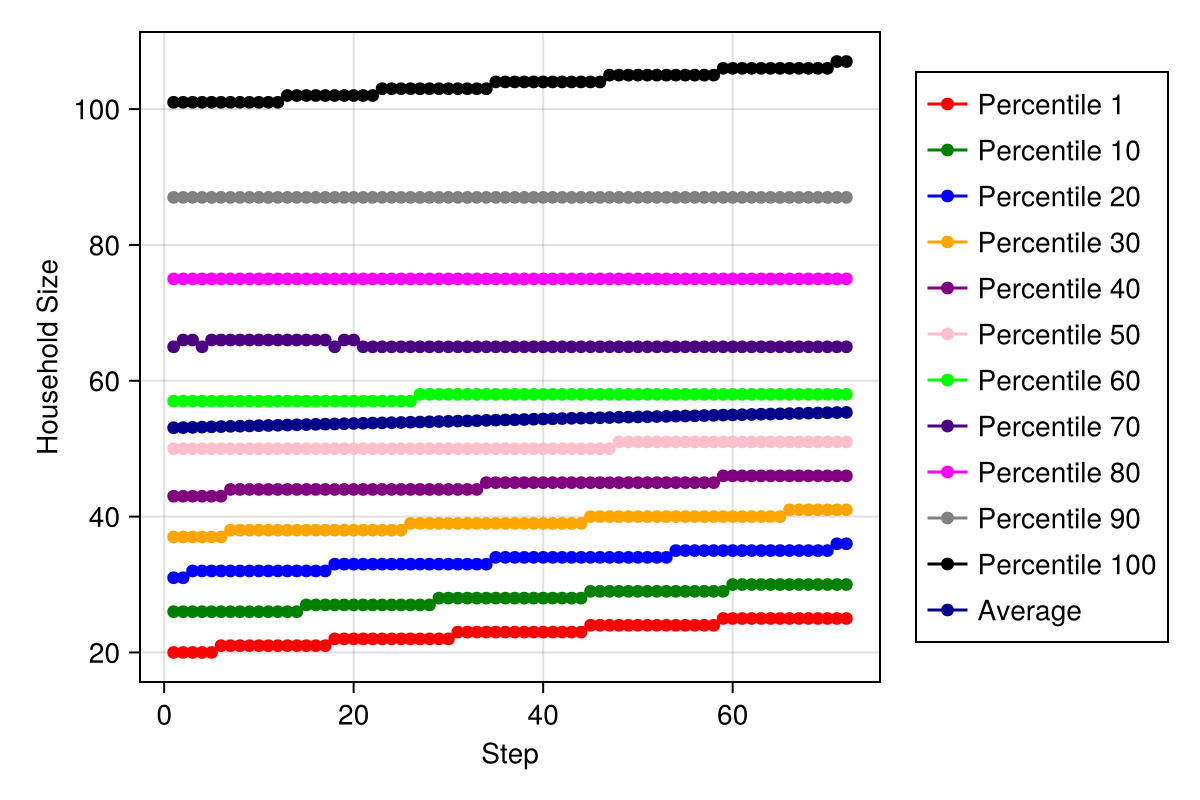 100
80
60
40
20
Household Size
0 20 40 60
Step
Percentile 1
Percentile 10
Percentile 20
Percentile 30
Percentile 40
Percentile 50
Percentile 60
Percentile 70
Percentile 80
Percentile 90
Percentile 100
Average